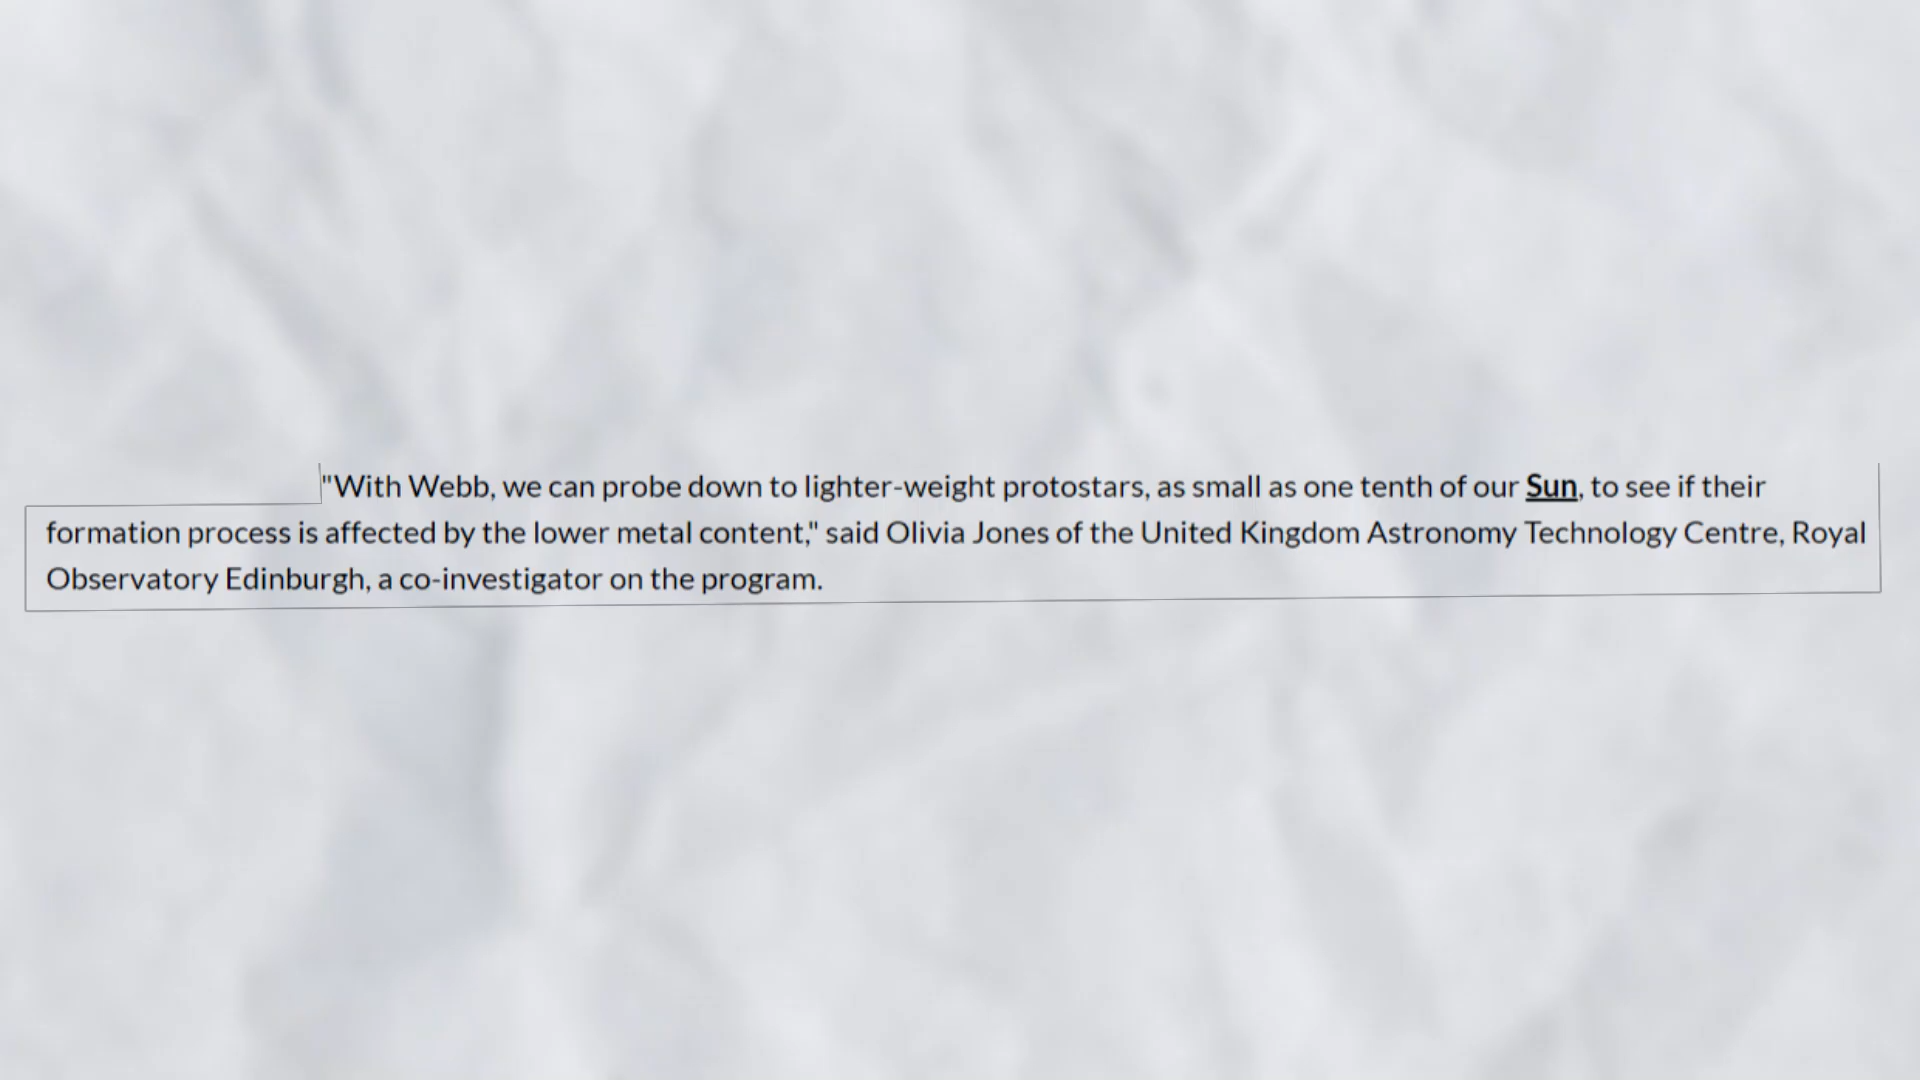 "With Webb, we can probe down to lighter-weight protostars, as small as one tenth of our Sun, to see if their
formation process is affected by the lower metal content," said Olivia Jones of the United Kingdom Astronomy Technology Centre, Royal
Observatory Edinburgh, a co-investigator on the program.